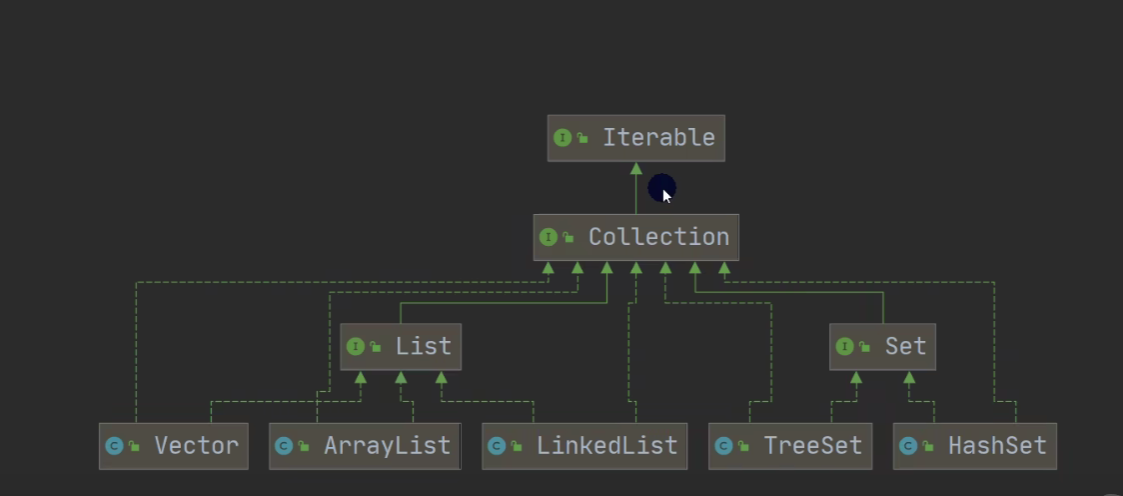 I Iterable
I Collection
I List
I Set
C Vector
C ArrayList
C LinkedList
C TreeSet
C HashSet